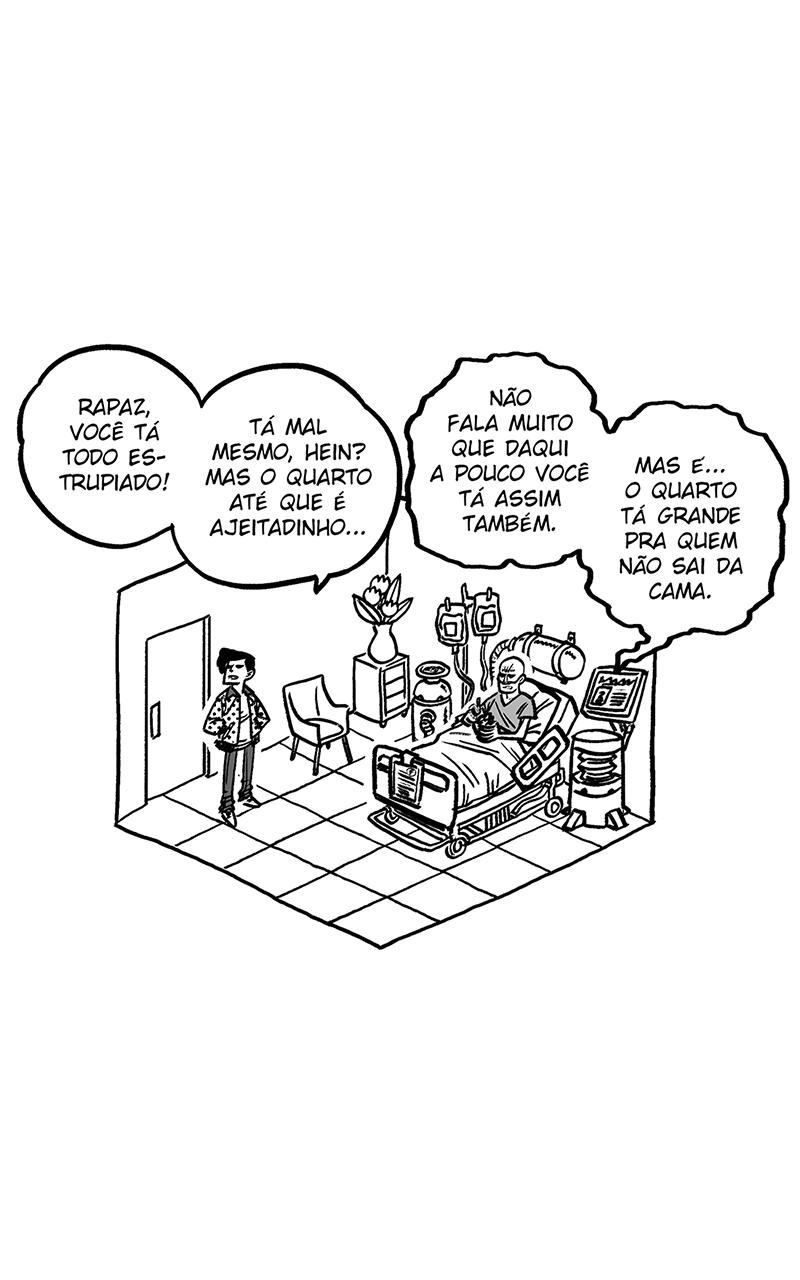 RAPAZ,
VOCÊ TÁ
TODO ES-
TRUPIADO!
TÁ MAL
MESMO, HEIN?
MAS O QUARTO
ATÉ QUE É
AJEITADINHO...
NÃO
FALA MUITO
QUE DAQUI
A POUCO VOCÊ
TÁ ASSIM
TAMBÉM.
MAS É...
O QUARTO
TÁ GRANDE
PRA QUEM
NÃO SAI DA
CAMA.